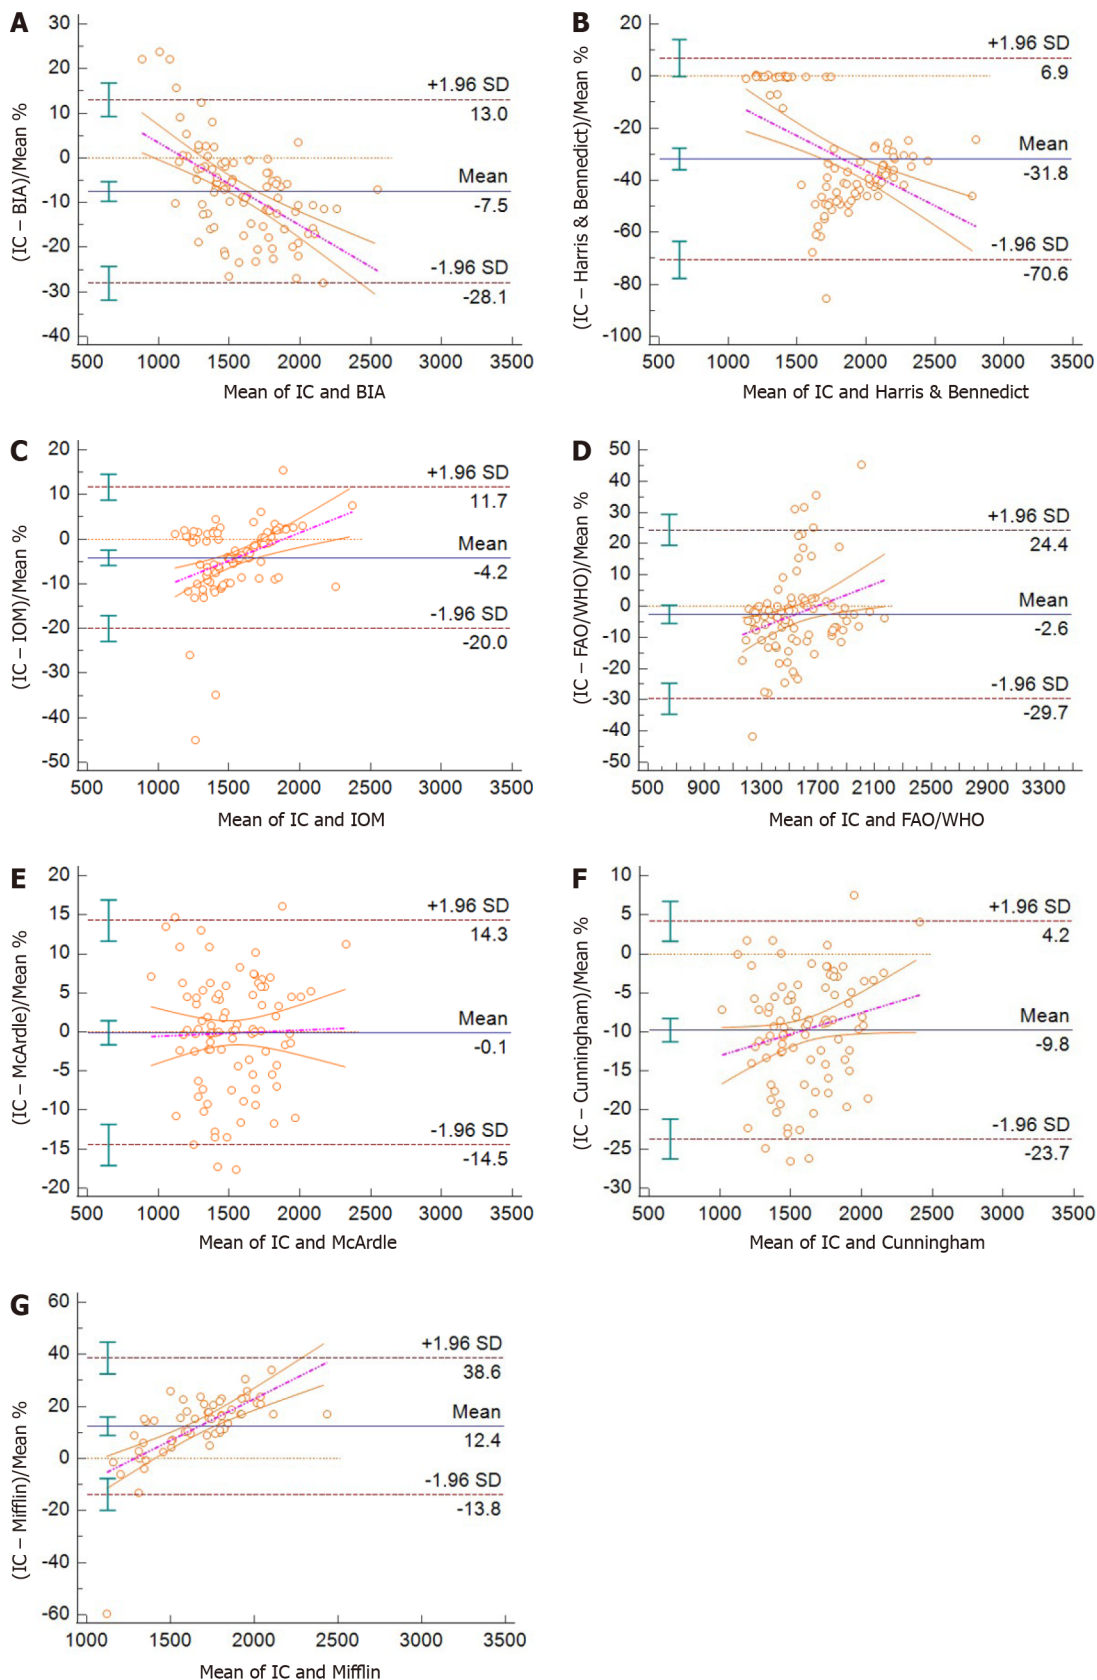 A
(IC – BIA)/Mean %
30
20
10
0
-10
-20
-30
-40
+1.96 SD
13.0
Mean
-7.5
-1.96 SD
-28.1
500 1000 1500 2000 2500 3000 3500
Mean of IC and BIA
B
(IC – Harris & Bennedict)/Mean %
20
0
-20
-40
-60
-80
-100
+1.96 SD
6.9
Mean
-31.8
-1.96 SD
-70.6
500 1000 1500 2000 2500 3000 3500
Mean of IC and Harris & Bennedict
C
(IC – IOM)/Mean %
20
10
0
-10
-20
-30
-40
-50
+1.96 SD
11.7
Mean
-4.2
-1.96 SD
-20.0
500 1000 1500 2000 2500 3000 3500
Mean of IC and IOM
D
(IC – FAO/WHO)/Mean %
50
40
30
20
10
0
-10
-20
-30
-40
-50
+1.96 SD
24.4
Mean
-2.6
-1.96 SD
-29.7
500 900 1300 1700 2100 2500 2900 3300
Mean of IC and FAO/WHO
E
(IC – McArdle)/Mean %
20
15
10
5
0
-5
-10
-15
-20
+1.96 SD
14.3
Mean
-0.1
-1.96 SD
-14.5
500 1000 1500 2000 2500 3000 3500
Mean of IC and McArdle
F
(IC – Cunningham)/Mean %
10
5
0
-5
-10
-15
-20
-25
-30
+1.96 SD
4.2
Mean
-9.8
-1.96 SD
-23.7
500 1000 1500 2000 2500 3000 3500
Mean of IC and Cunningham
G
(IC – Mifflin)/Mean %
60
40
20
0
-20
-40
-60
+1.96 SD
38.6
Mean
12.4
-1.96 SD
-13.8
1000 1500 2000 2500 3000 3500
Mean of IC and Mifflin